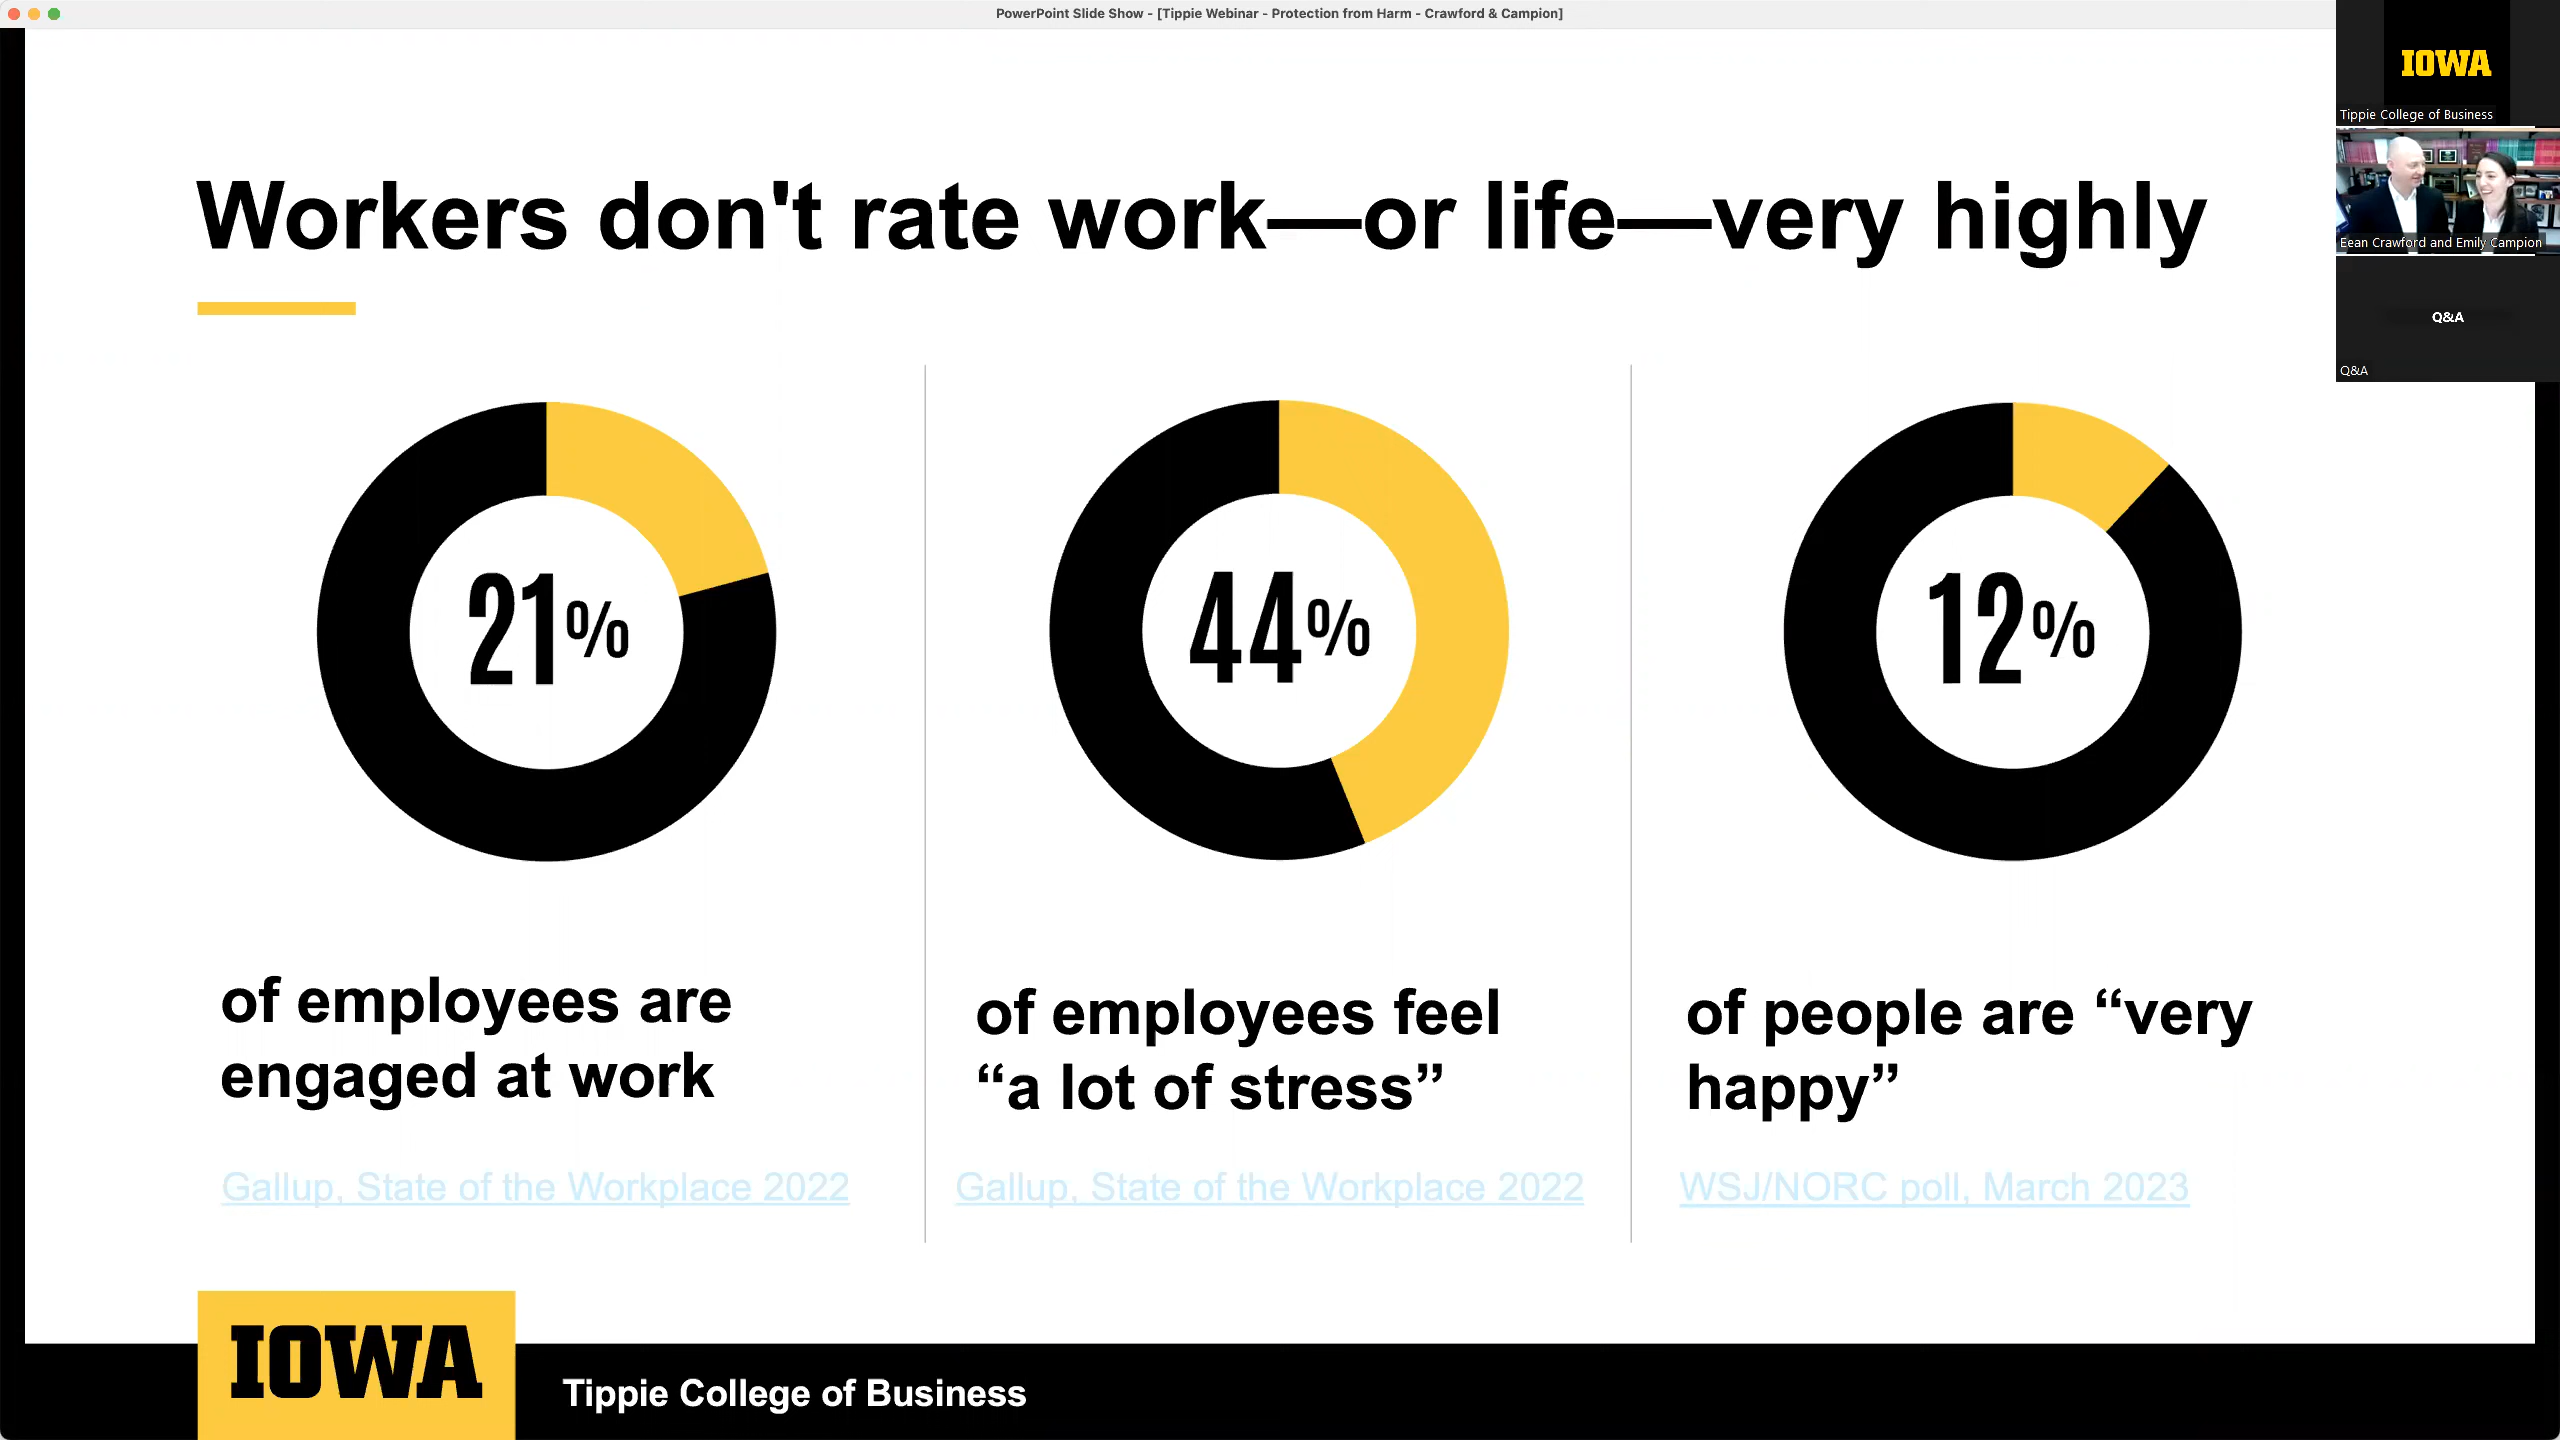 PowerPoint Slide Show - [Tippie Webinar - Protection from Harm - Crawford & Campion]
IOWA
Tippie College of Business
Eean Crawford and Emily Campion
Q&A
Q&A
Workers don't rate work—or life—very highly
21%
44%
12%
of employees are
engaged at work
of employees feel
“a lot of stress”
of people are “very
happy”
Gallup, State of the Workplace 2022
Gallup, State of the Workplace 2022
WSJ/NORC poll, March 2023
IOWA
Tippie College of Business